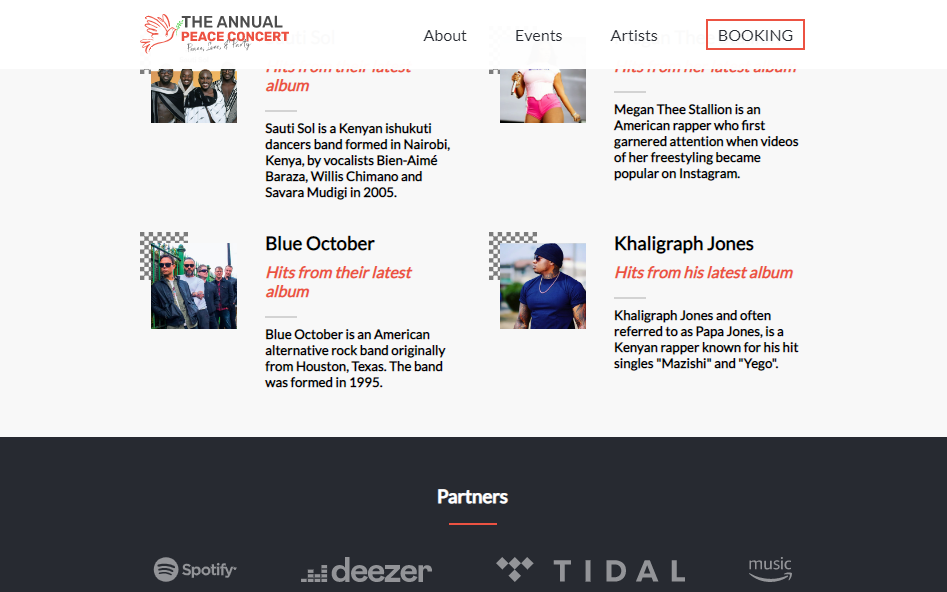 THE ANNUAL
PEACE CONCERT
Peace, Love, & Party
About
Events
Artists
BOOKING
Hits from their latest
album
Sauti Sol is a Kenyan ishukuti
dancers band formed in Nairobi,
Kenya, by vocalists Bien-Aimé
Baraza, Willis Chimano and
Savara Mudigi in 2005.
Hits from her latest album
Megan Thee Stallion is an
American rapper who first
garnered attention when videos
of her freestyling became
popular on Instagram.
Blue October
Hits from their latest
album
Blue October is an American
alternative rock band originally
from Houston, Texas. The band
was formed in 1995.
Khaligraph Jones
Hits from his latest album
Khaligraph Jones and often
referred to as Papa Jones, is a
Kenyan rapper known for his hit
singles "Mazishi" and "Yego".
Partners
Spotify
deezer
TIDAL
music